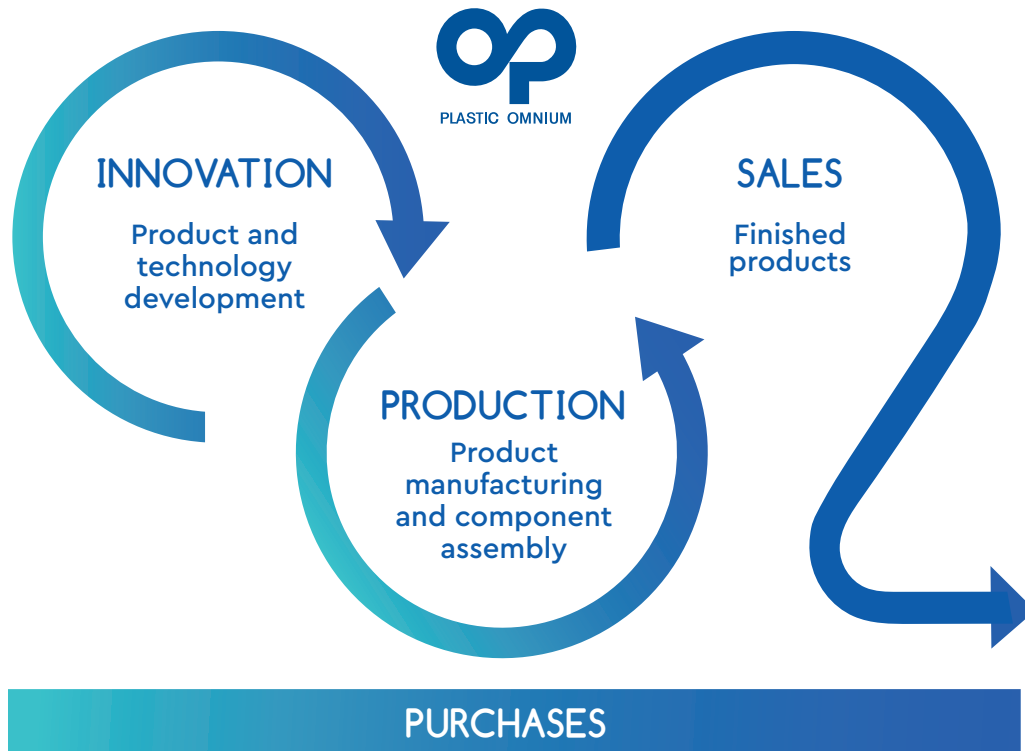 PLASTIC OMNIUM
INNOVATION
Product and
technology
development
SALES
Finished
products
PRODUCTION
Product
manufacturing
and component
assembly
PURCHASES